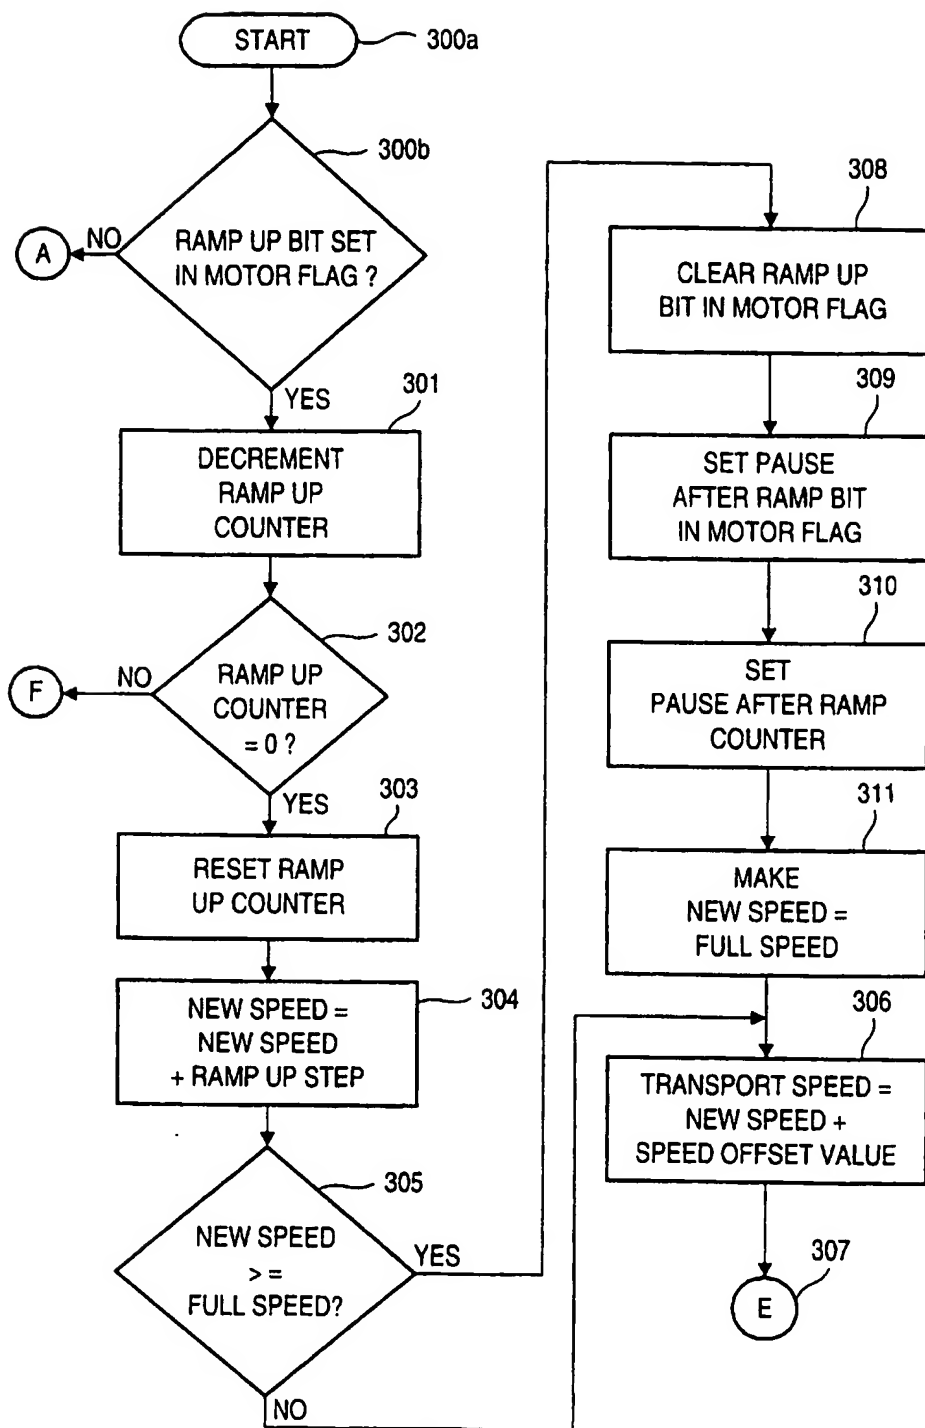 START
300a
300b
RAMP UP BIT SET
IN MOTOR FLAG ?
NO
A
YES
301
DECREMENT
RAMP UP
COUNTER
302
RAMP UP
COUNTER
= 0 ?
NO
F
YES
303
RESET RAMP
UP COUNTER
304
NEW SPEED =
NEW SPEED
+ RAMP UP STEP
305
NEW SPEED
> =
FULL SPEED?
YES
NO
308
CLEAR RAMP UP
BIT IN MOTOR FLAG
309
SET PAUSE
AFTER RAMP BIT
IN MOTOR FLAG
310
SET
PAUSE AFTER RAMP
COUNTER
311
MAKE
NEW SPEED =
FULL SPEED
306
TRANSPORT SPEED =
NEW SPEED +
SPEED OFFSET VALUE
307
E